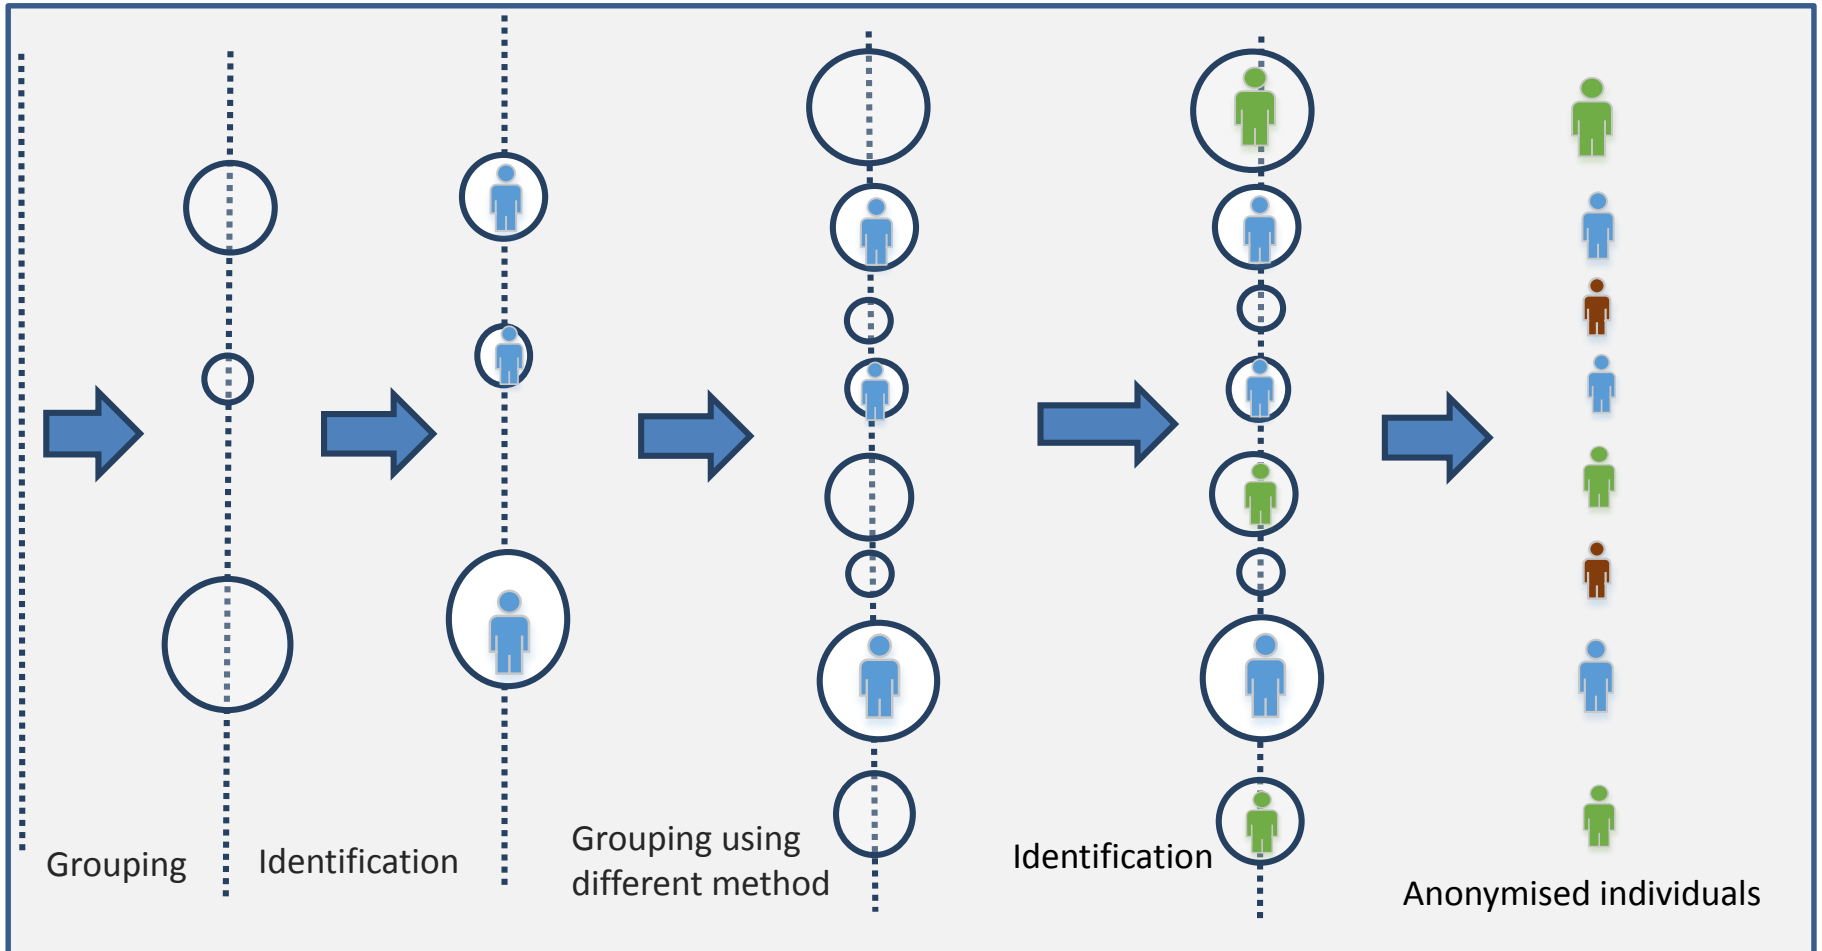 Grouping
Identification
Grouping using
different method
Identification
Anonymised individuals